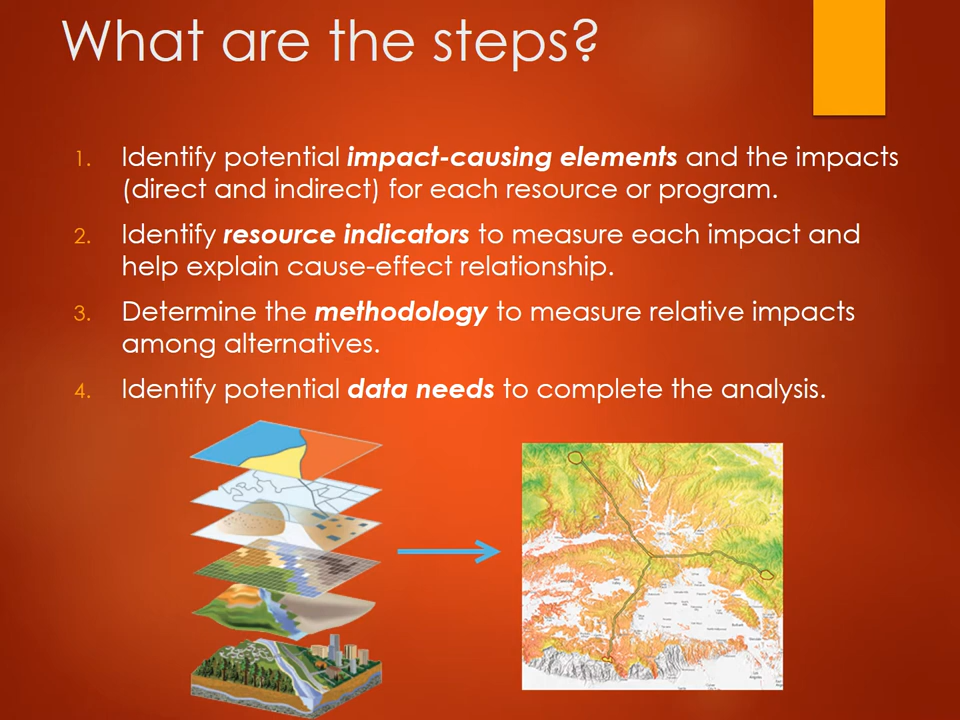 What are the steps?
1. Identify potential impact-causing elements and the impacts
(direct and indirect) for each resource or program.
2. Identify resource indicators to measure each impact and
help explain cause-effect relationship.
3. Determine the methodology to measure relative impacts
among alternatives.
4. Identify potential data needs to complete the analysis.